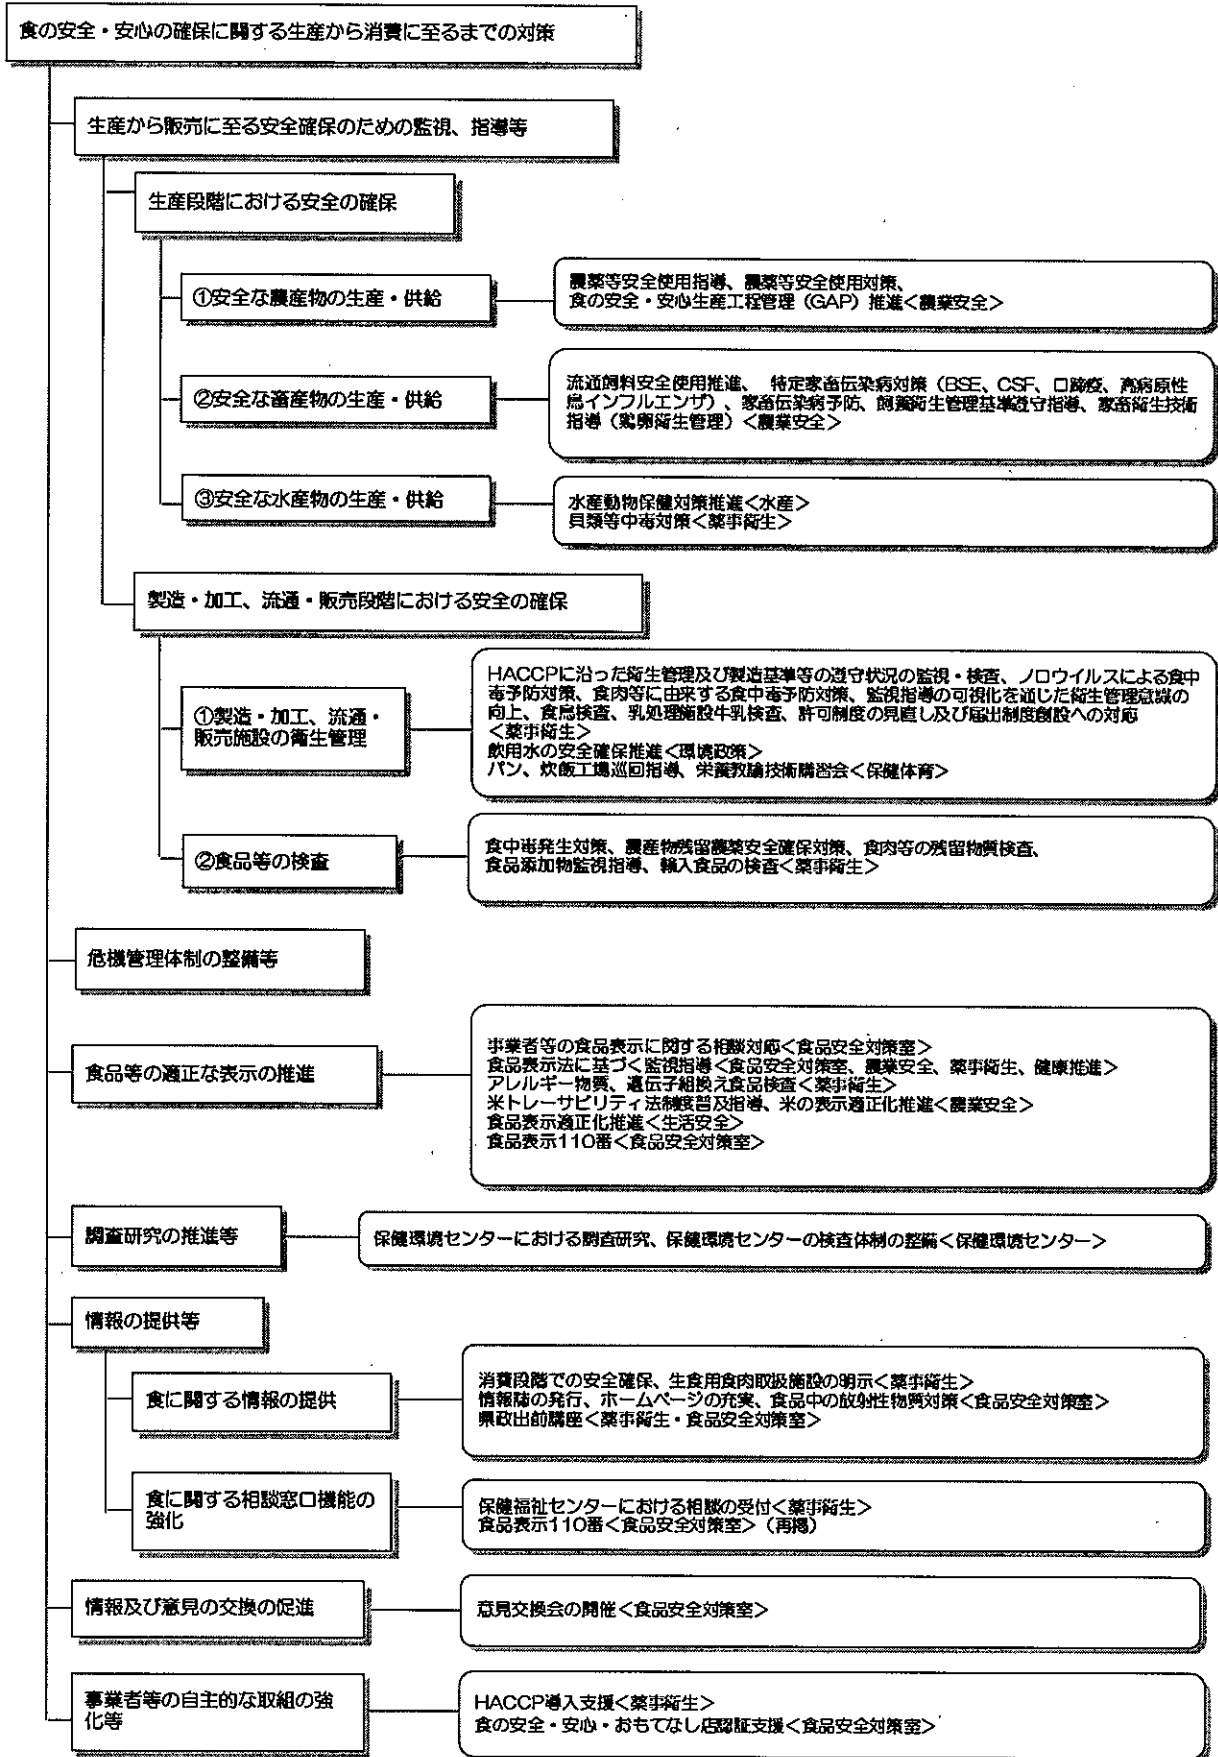 食の安全・安心の確保に関する生産から消費に至るまでの対策
生産から販売に至る安全確保のための監視、指導等
生産段階における安全の確保
①安全な農産物の生産・供給
農薬等安全使用指導、農薬等安全使用対策、
食の安全・安心生産工程管理（GAP）推進＜農業安全＞
②安全な畜産物の生産・供給
流通飼料安全使用推進、 特定家畜伝染病対策（BSE、CSF、口蹄疫、高病原性
鳥インフルエンザ）、家畜伝染病予防、飼養衛生管理基準遵守指導、家畜衛生技術
指導（鶏卵衛生管理）＜農業安全＞
③安全な水産物の生産・供給
水産動物保健対策推進＜水産＞
貝類等中毒対策＜薬事衛生＞
製造・加工、流通・販売段階における安全の確保
①製造・加工、流通・
販売施設の衛生管理
HACCPに沿った衛生管理及び製造基準等の遵守状況の監視・検査、ノロウイルスによる食中
毒予防対策、食肉等に由来する食中毒予防対策、監視指導の可視化を通じた衛生管理意識の
向上、食鳥検査、乳処理施設牛乳検査、許可制度の見直し及び届出制度創設への対応
＜薬事衛生＞
飲用水の安全確保推進＜環境政策＞
パン、炊飯工場巡回指導、栄養教諭技術講習会＜保健体育＞
②食品等の検査
食中毒発生対策、農産物残留農薬安全確保対策、食肉等の残留物質検査、
食品添加物監視指導、輸入食品の検査＜薬事衛生＞
危機管理体制の整備等
食品等の適正な表示の推進
事業者等の食品表示に関する相談対応＜食品安全対策室＞
食品表示法に基づく監視指導＜食品安全対策室、農業安全、薬事衛生、健康推進＞
アレルギー物質、遺伝子組換え食品検査＜薬事衛生＞
米トレーサビリティ法制度普及指導、米の表示適正化推進＜農業安全＞
食品表示適正化推進＜生活安全＞
食品表示110番＜食品安全対策室＞
調査研究の推進等
保健環境センターにおける調査研究、保健環境センターの検査体制の整備＜保健環境センター＞
情報の提供等
食に関する情報の提供
消費段階での安全確保、生食用食肉取扱施設の明示＜薬事衛生＞
情報誌の発行、ホームページの充実、食品中の放射性物質対策＜食品安全対策室＞
県政出前講座＜薬事衛生・食品安全対策室＞
食に関する相談窓口機能の
強化
保健福祉センターにおける相談の受付＜薬事衛生＞
食品表示110番＜食品安全対策室＞（再掲）
情報及び意見の交換の促進
意見交換会の開催＜食品安全対策室＞
事業者等の自主的な取組の強
化等
HACCP導入支援＜薬事衛生＞
食の安全・安心・おもてなし店認証支援＜食品安全対策室＞